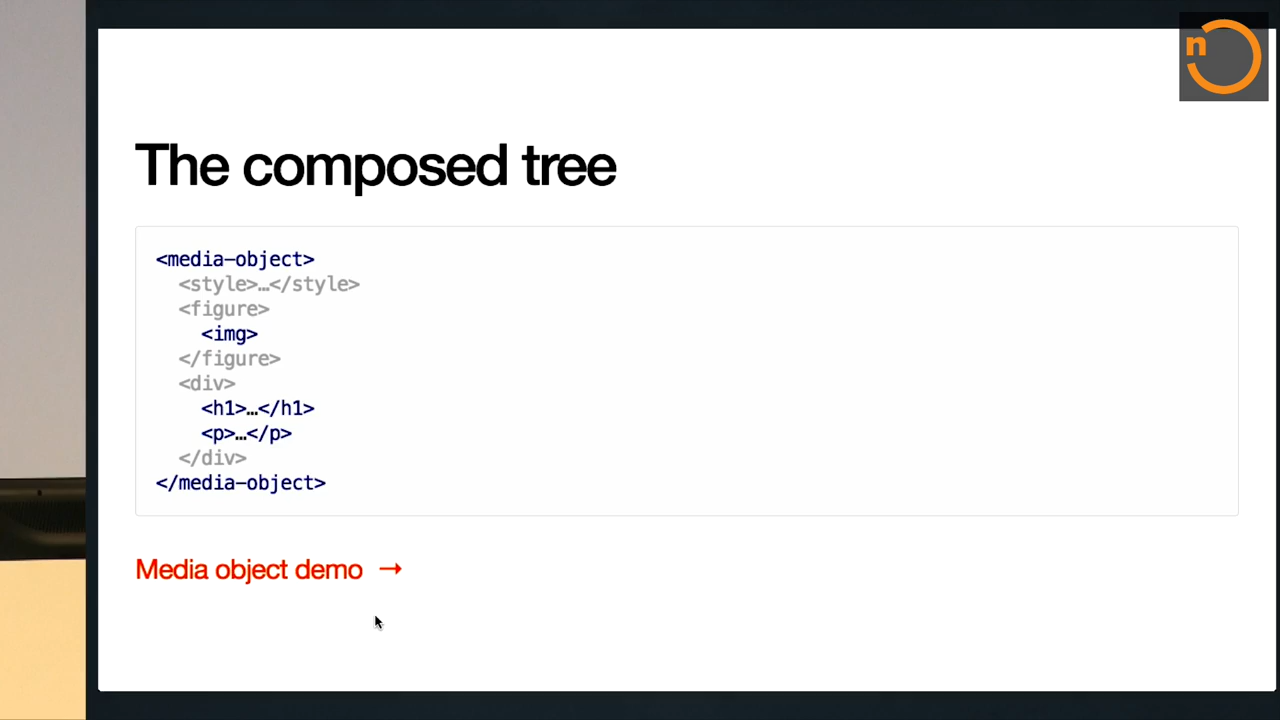 n
The composed tree
<media-object>
<style>…</style>
<figure>
<img>
</figure>
<div>
<h1>…</h1>
<p>…</p>
</div>
</media-object>
Media object demo →